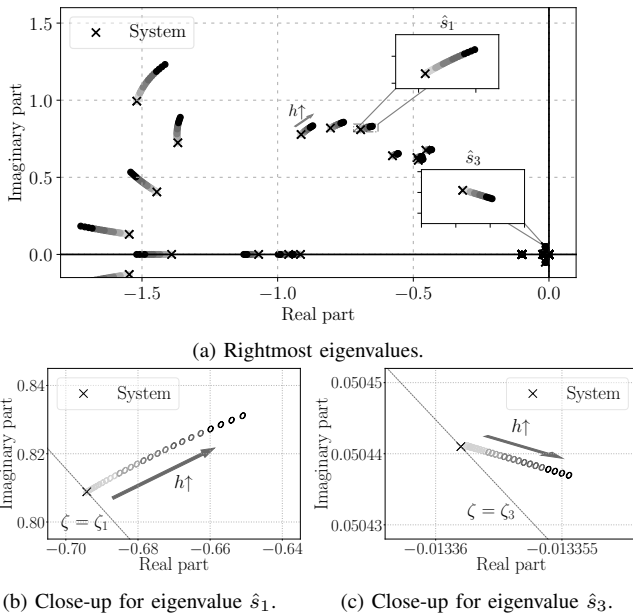 1.5
1.0
0.5
0.0
Imaginary part
× System
h↑
ŝ₁
ŝ₃
−1.5 −1.0 −0.5 0.0
Real part
(a) Rightmost eigenvalues.
0.84
0.82
0.80
Imaginary part
× System
h↑
ζ = ζ₁
−0.70 −0.68 −0.66 −0.64
Real part
(b) Close-up for eigenvalue ŝ₁.
0.05045
0.05044
0.05043
Imaginary part
× System
h↑
ζ = ζ₃
−0.01336 −0.013355
Real part
(c) Close-up for eigenvalue ŝ₃.